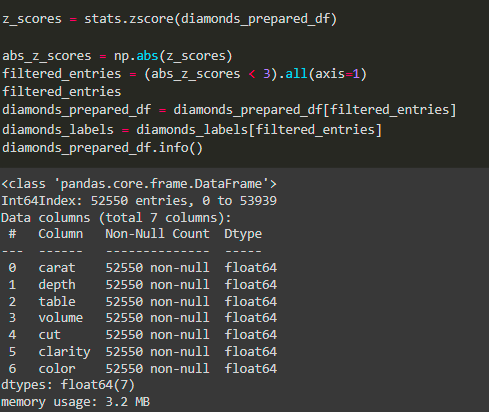 z_scores = stats.zscore(diamonds_prepared_df)
abs_z_scores = np.abs(z_scores)
filtered_entries = (abs_z_scores < 3).all(axis=1)
filtered_entries
diamonds_prepared_df = diamonds_prepared_df[filtered_entries]
diamonds_labels = diamonds_labels[filtered_entries]
diamonds_prepared_df.info()
<class 'pandas.core.frame.DataFrame'>
Int64Index: 52550 entries, 0 to 53939
Data columns (total 7 columns):
 #   Column   Non-Null Count  Dtype
---  ------   --------------  -----
 0   carat    52550 non-null  float64
 1   depth    52550 non-null  float64
 2   table    52550 non-null  float64
 3   volume   52550 non-null  float64
 4   cut      52550 non-null  float64
 5   clarity  52550 non-null  float64
 6   color    52550 non-null  float64
dtypes: float64(7)
memory usage: 3.2 MB